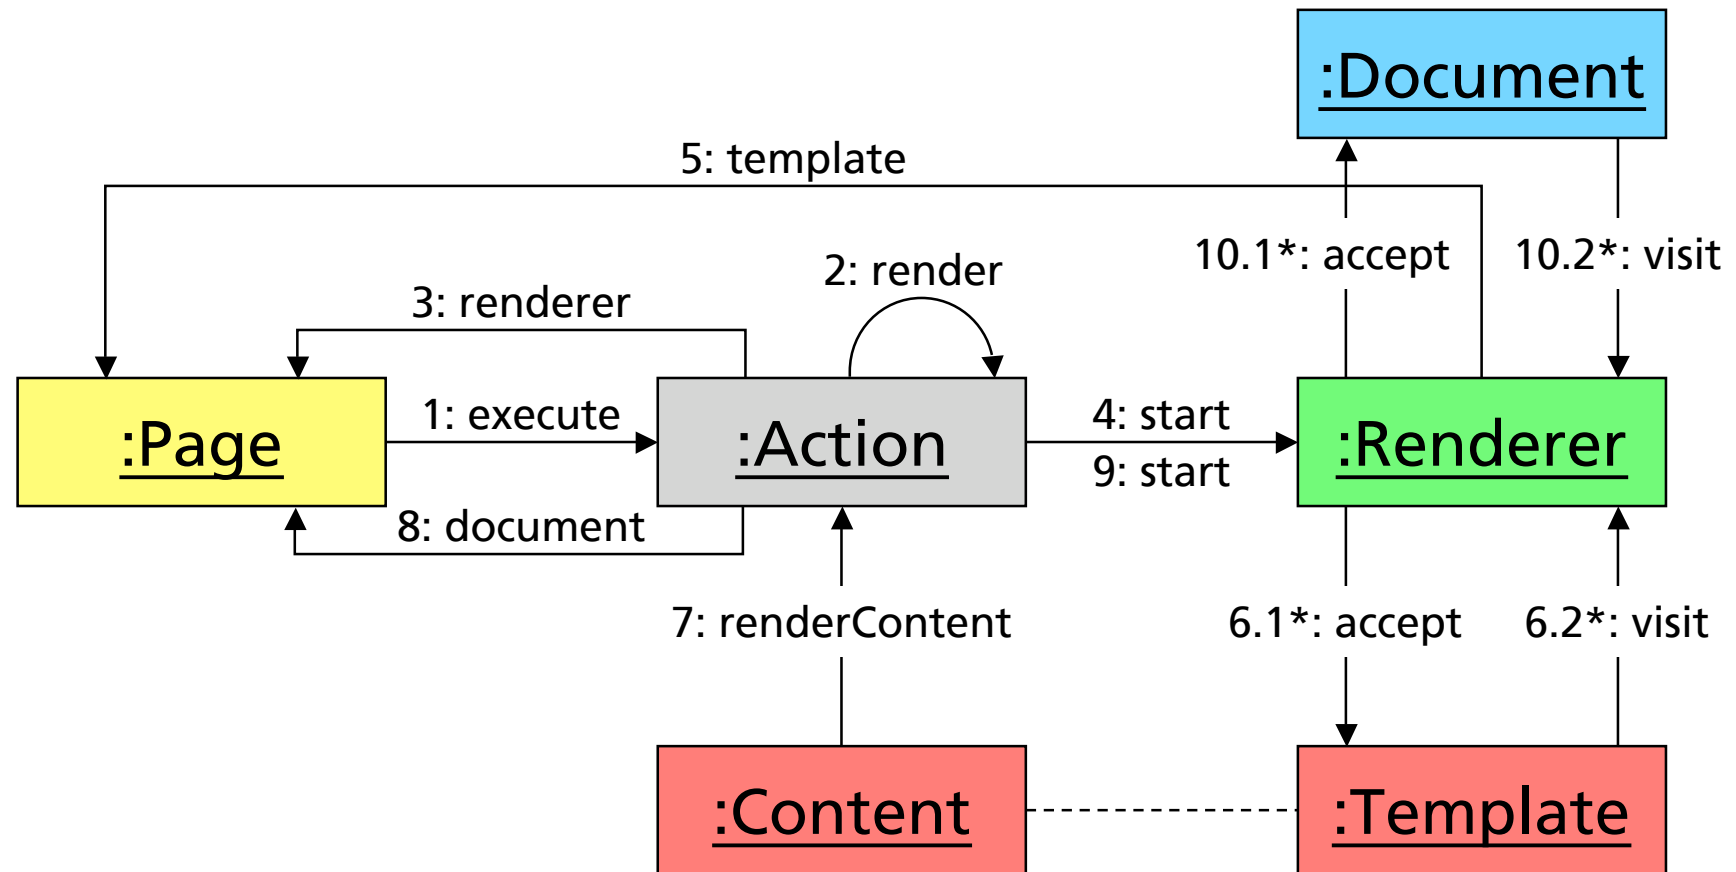 :Document
5: template
10.1*: accept
10.2*: visit
2: render
3: renderer
:Page
1: execute
:Action
4: start
9: start
:Renderer
8: document
7: renderContent
6.1*: accept
6.2*: visit
:Content
:Template